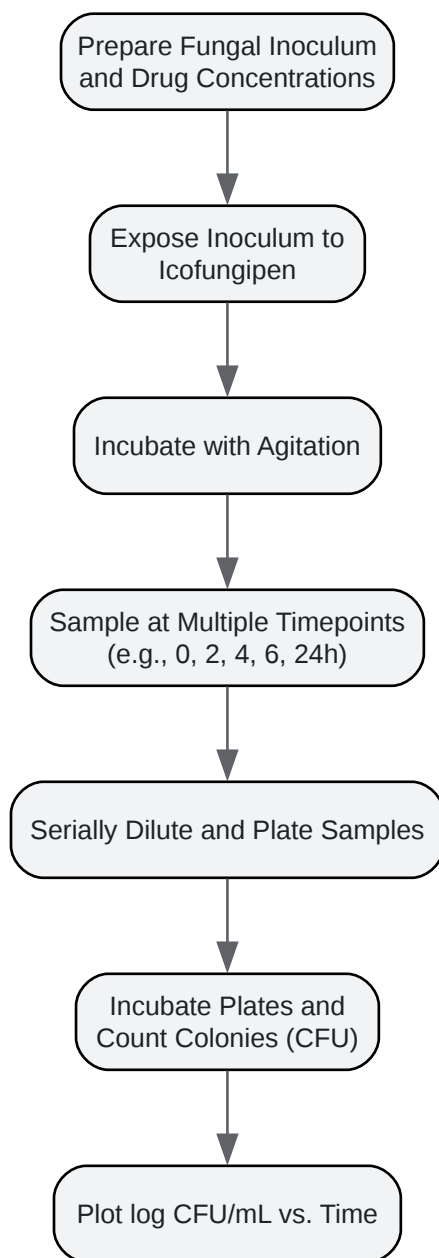 Prepare Fungal Inoculum
and Drug Concentrations
Expose Inoculum to
Icofungipen
Incubate with Agitation
Sample at Multiple Timepoints
(e.g., 0, 2, 4, 6, 24h)
Serially Dilute and Plate Samples
Incubate Plates and
Count Colonies (CFU)
Plot log CFU/mL vs. Time